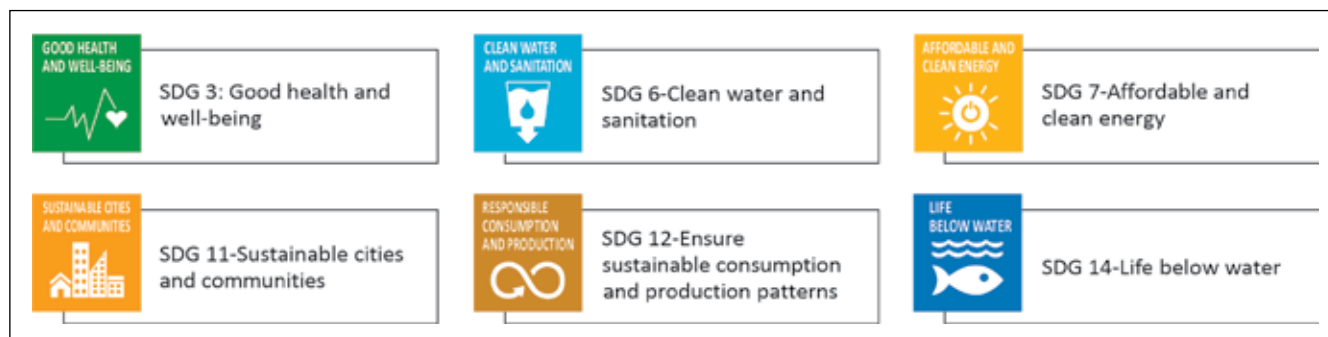 GOOD HEALTH
AND WELL-BEING
SDG 3: Good health and
well-being
CLEAN WATER
AND SANITATION
SDG 6-Clean water and
sanitation
AFFORDABLE AND
CLEAN ENERGY
SDG 7-Affordable and
clean energy
SUSTAINABLE CITIES
AND COMMUNITIES
SDG 11-Sustainable cities
and communities
RESPONSIBLE
CONSUMPTION
AND PRODUCTION
SDG 12-Ensure
sustainable consumption
and production patterns
LIFE
BELOW WATER
SDG 14-Life below water